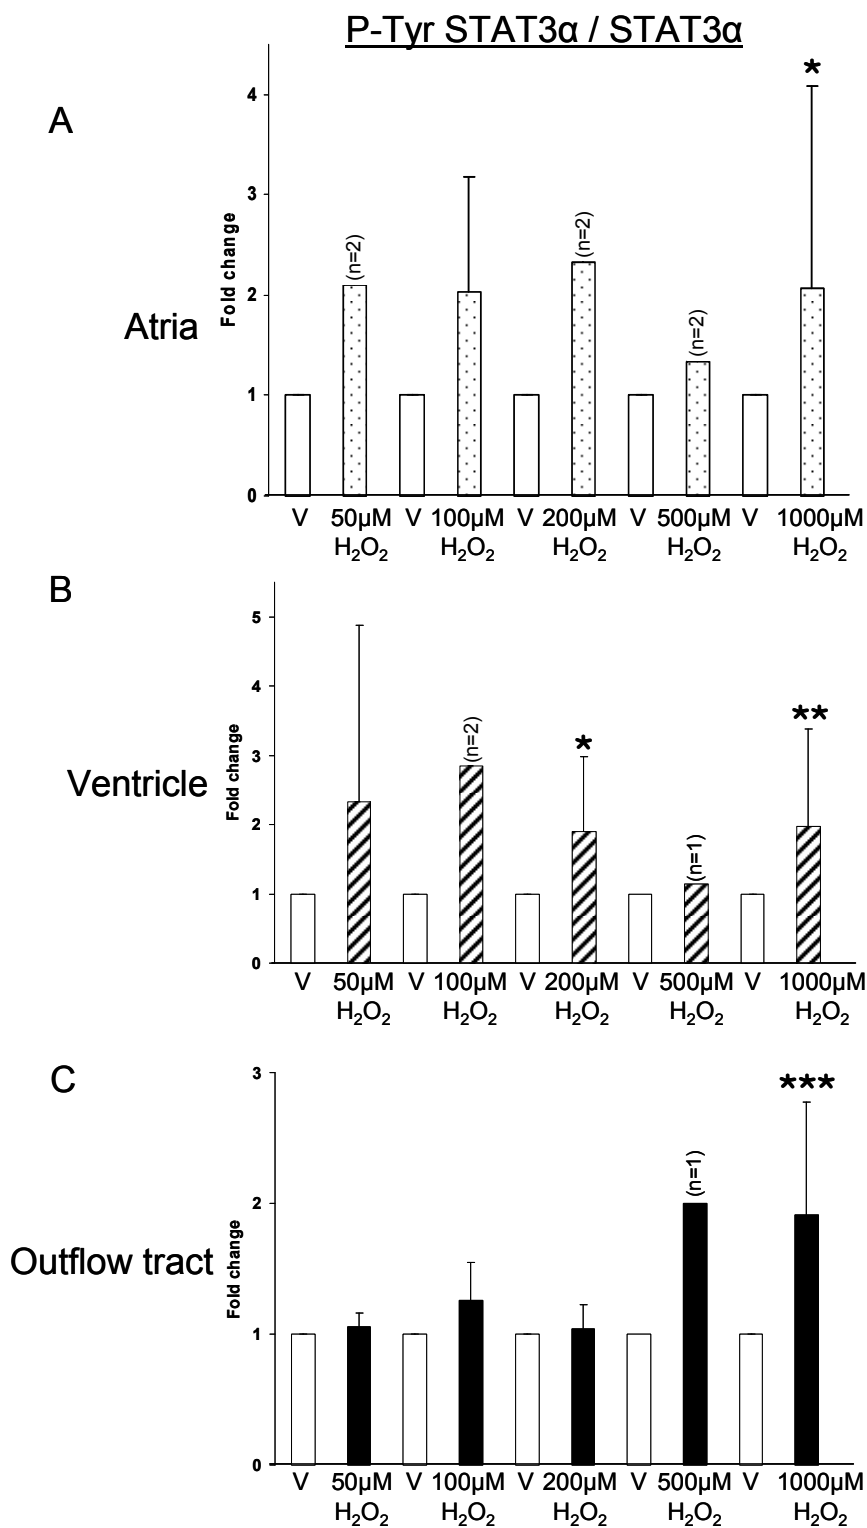 P-Tyr STAT3α / STAT3α
A
Atria
Fold change
4
3
2
1
0
(n=2)
(n=2)
(n=2)
*
V 50µM V 100µM V 200µM V 500µM V 1000µM
H₂O₂ H₂O₂ H₂O₂ H₂O₂ H₂O₂
B
Ventricle
Fold change
5
4
3
2
1
0
(n=2)
*
(n=1)
**
V 50µM V 100µM V 200µM V 500µM V 1000µM
H₂O₂ H₂O₂ H₂O₂ H₂O₂ H₂O₂
C
Outflow tract
Fold change
3
2
1
0
(n=1)
***
V 50µM V 100µM V 200µM V 500µM V 1000µM
H₂O₂ H₂O₂ H₂O₂ H₂O₂ H₂O₂